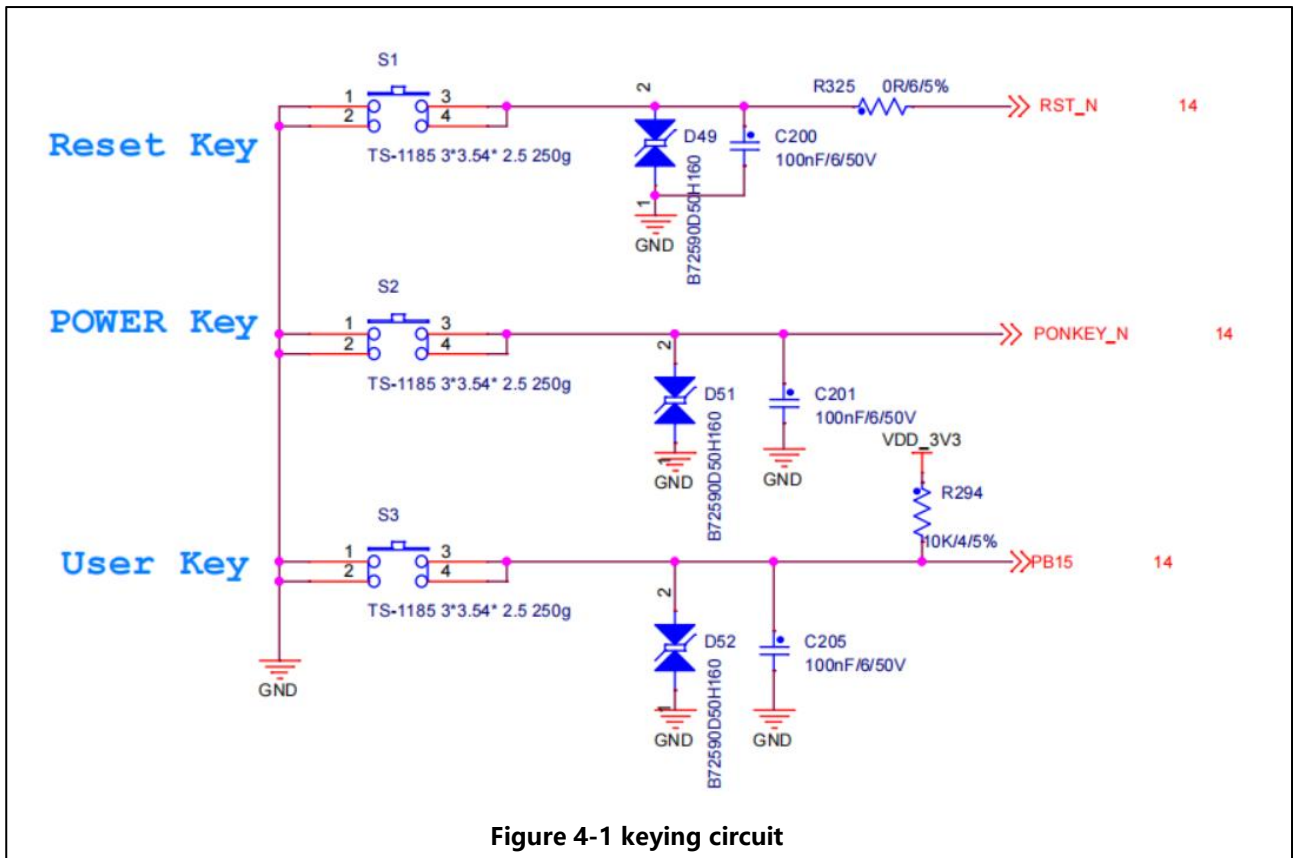 S1
1
2
3
4
Reset Key
TS-1185 3*3.54* 2.5 250g
2
D49
1
B72590D50H160
GND
C200
100nF/6/50V
R325 0R/6/5%
RST_N 14
S2
1
2
3
4
POWER Key
TS-1185 3*3.54* 2.5 250g
2
D51
1
B72590D50H160
GND
C201
100nF/6/50V
GND
PONKEY_N 14
VDD_3V3
R294
10K/4/5%
S3
1
2
3
4
User Key
TS-1185 3*3.54* 2.5 250g
2
D52
1
B72590D50H160
GND
C205
100nF/6/50V
GND
PB15 14
GND
Figure 4-1 keying circuit